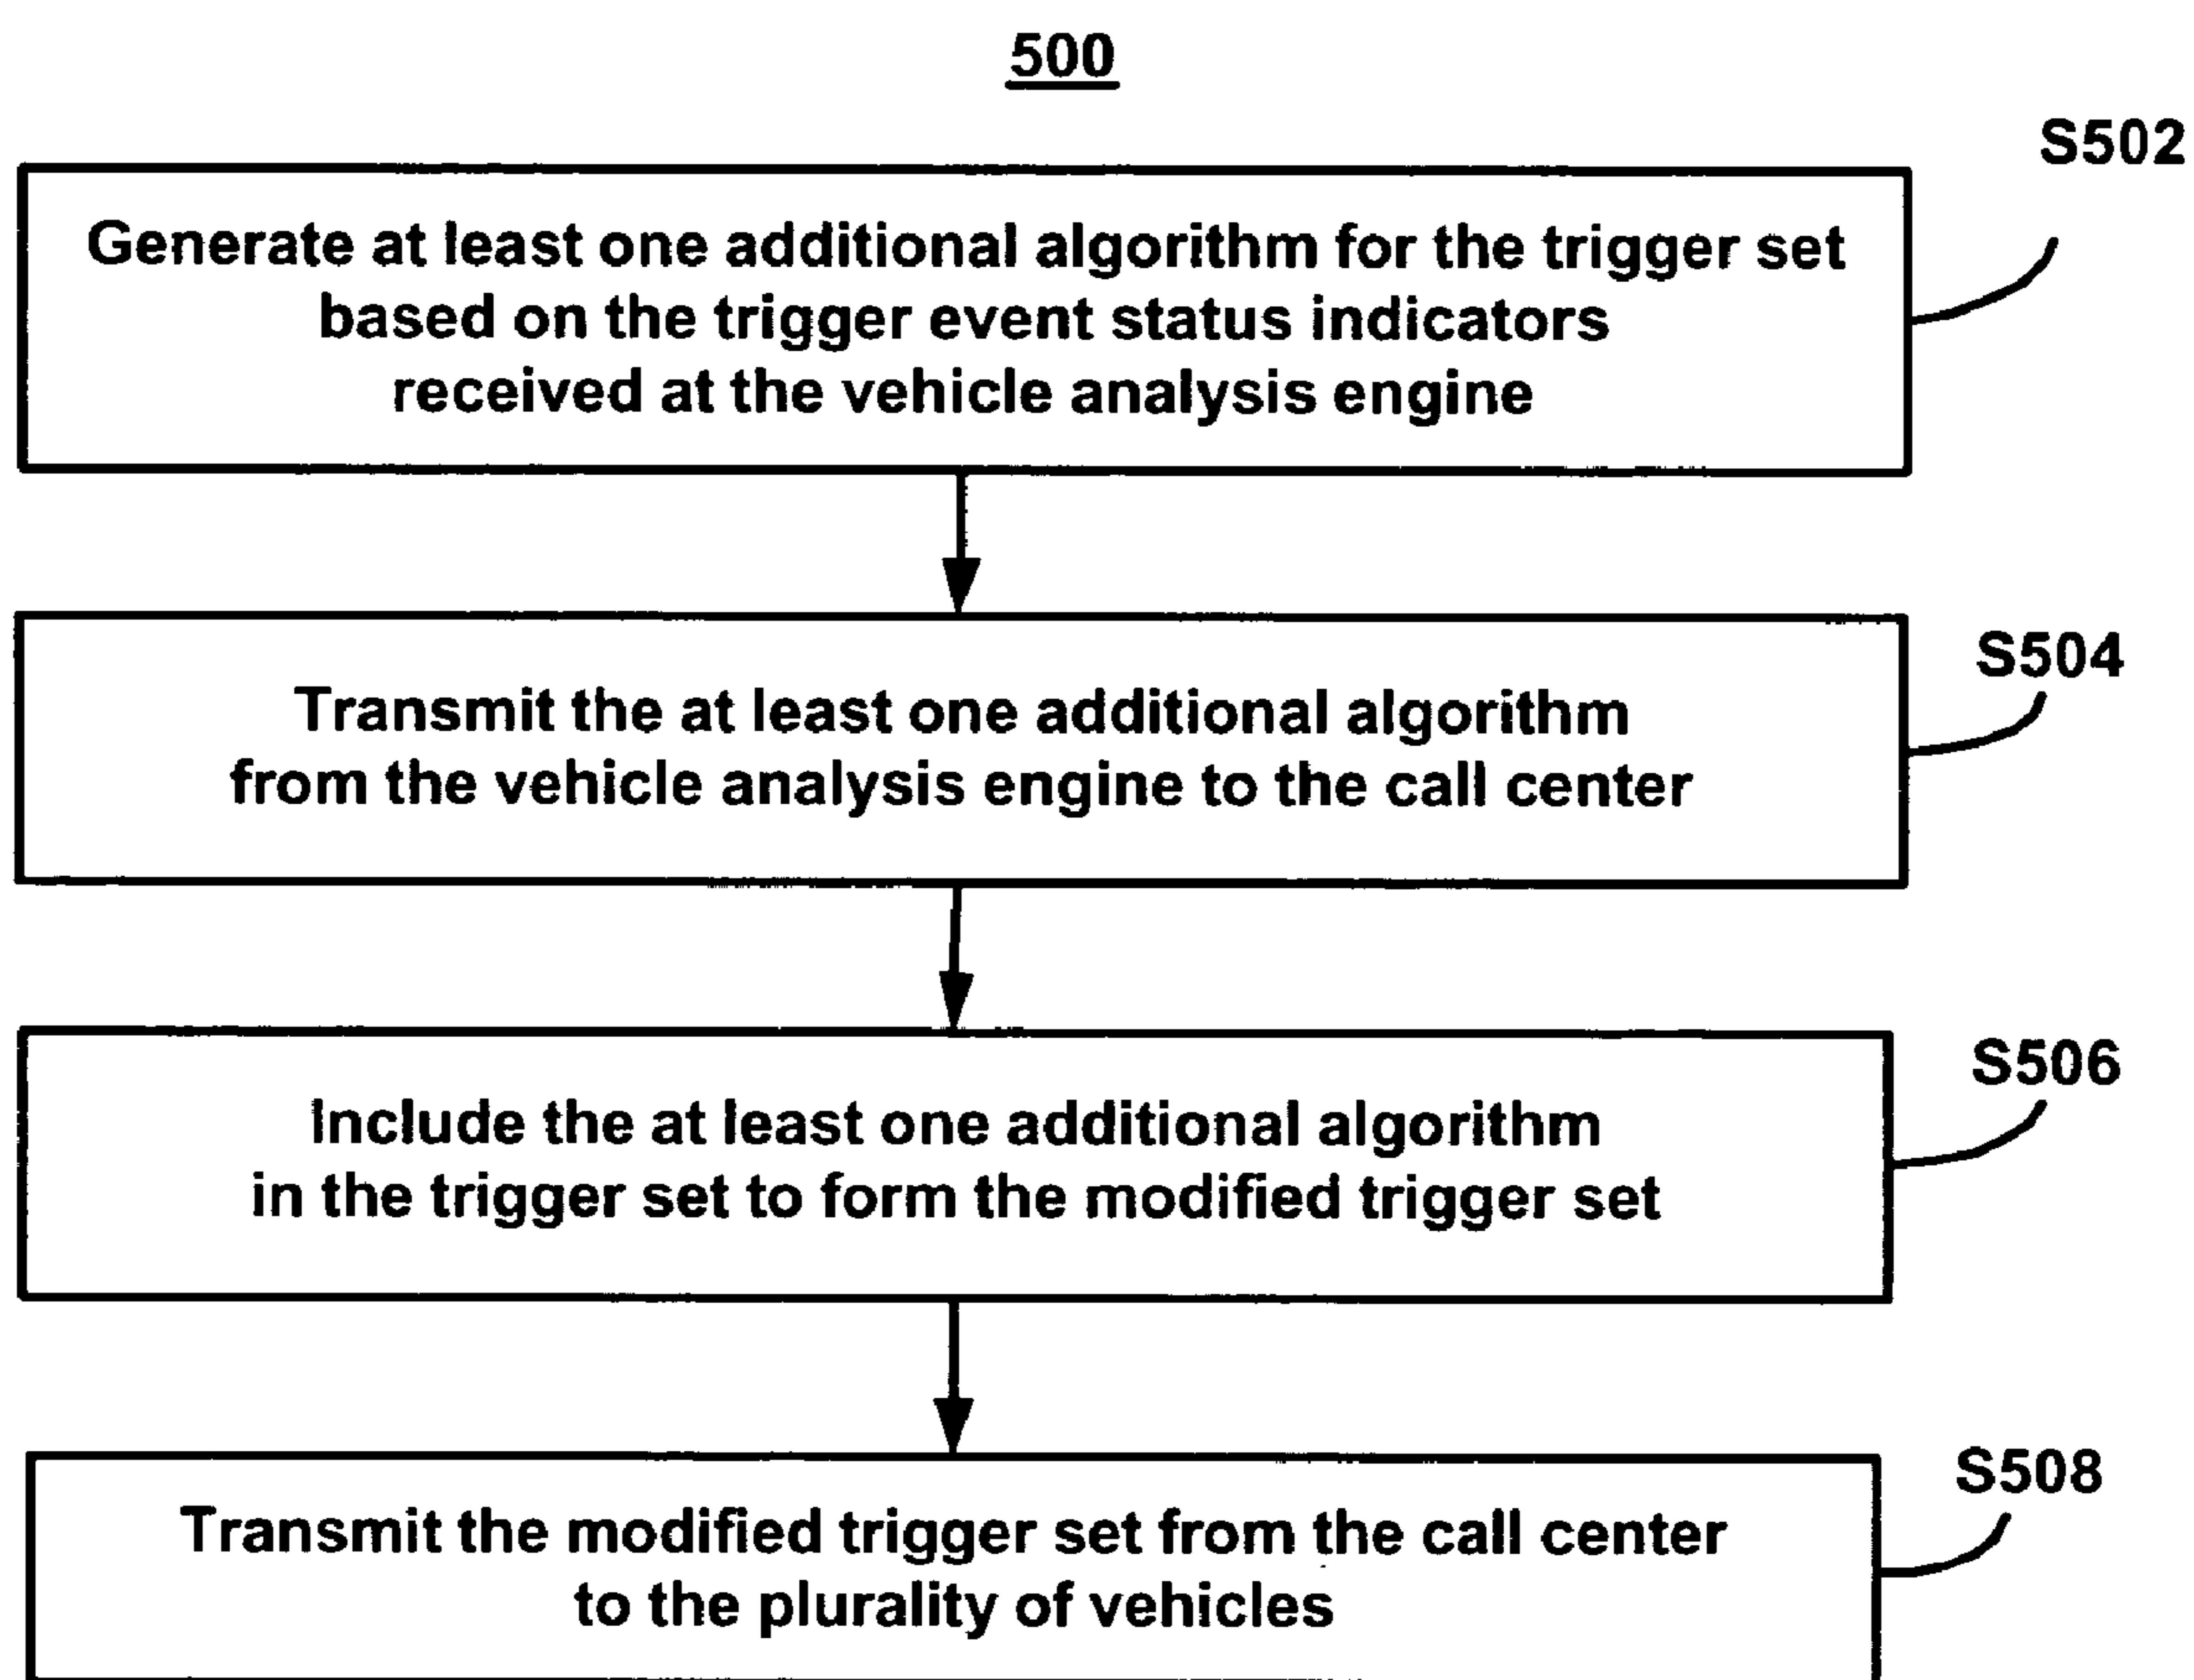 500
S502
Generate at least one additional algorithm for the trigger set
based on the trigger event status indicators
received at the vehicle analysis engine
S504
Transmit the at least one additional algorithm
from the vehicle analysis engine to the call center
S506
Include the at least one additional algorithm
in the trigger set to form the modified trigger set
S508
Transmit the modified trigger set from the call center
to the plurality of vehicles